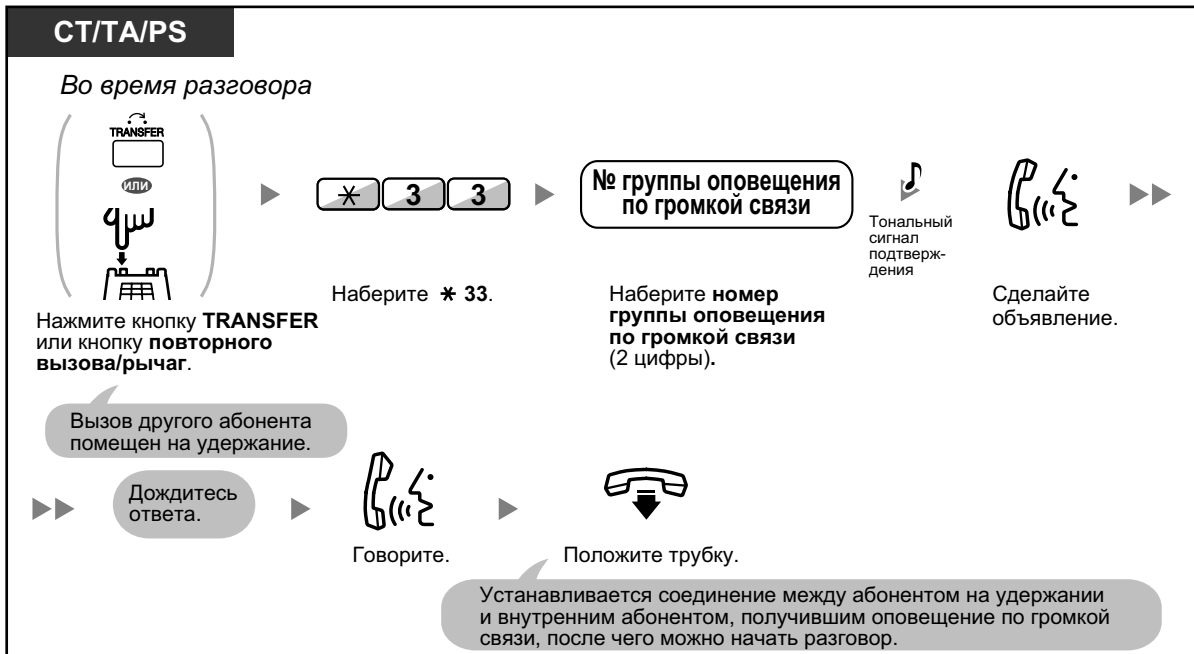 CT/TA/PS
Во время разговора
TRANSFER
или
✳ 3 3
№ группы оповещения
по громкой связи
Тональный
сигнал
подтверж-
дения
Нажмите кнопку TRANSFER
или кнопку повторного
вызова/рычаг.
Наберите ✳ 33.
Наберите номер
группы оповещения
по громкой связи
(2 цифры).
Сделайте
объявление.
Вызов другого абонента
помещен на удержание.
Дождитесь
ответа.
Говорите.
Положите трубку.
Устанавливается соединение между абонентом на удержании
и внутренним абонентом, получившим оповещение по громкой
связи, после чего можно начать разговор.